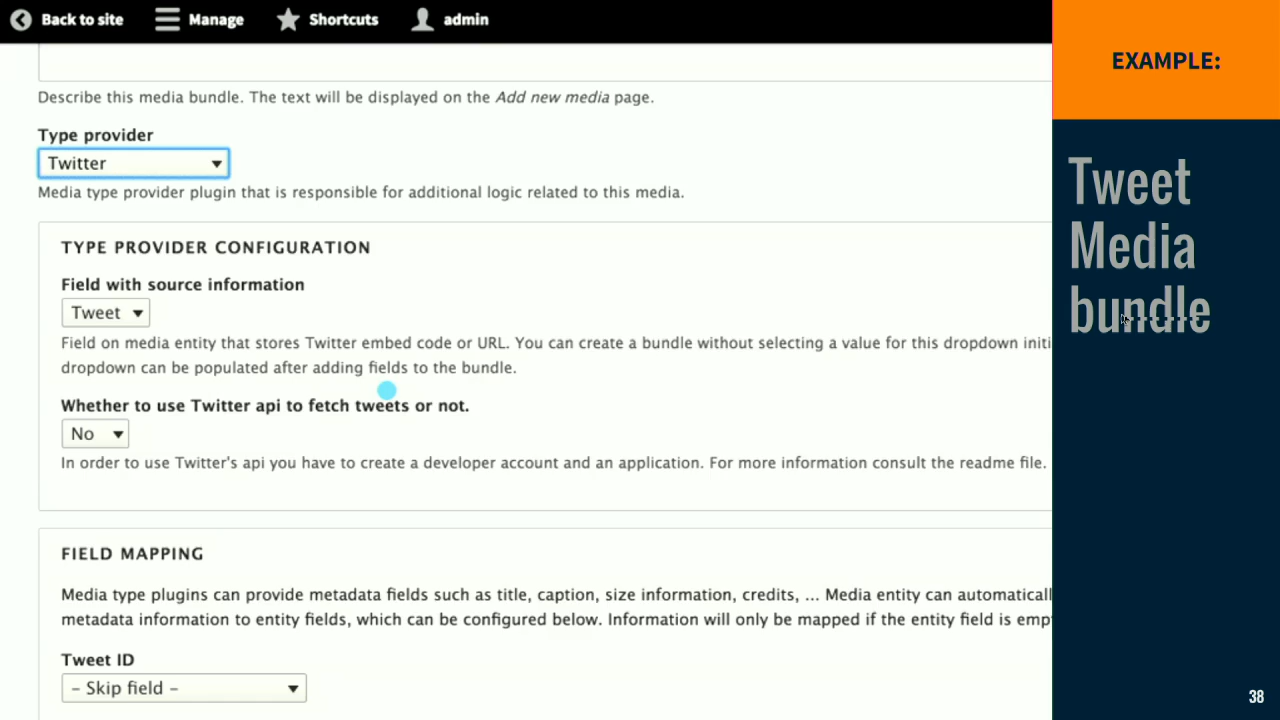 Back to site
Manage
Shortcuts
admin
EXAMPLE:
Tweet
Media
bundle
Describe this media bundle. The text will be displayed on the Add new media page.
Type provider
Twitter
Media type provider plugin that is responsible for additional logic related to this media.
TYPE PROVIDER CONFIGURATION
Field with source information
Tweet
Field on media entity that stores Twitter embed code or URL. You can create a bundle without selecting a value for this dropdown initi
dropdown can be populated after adding fields to the bundle.
Whether to use Twitter api to fetch tweets or not.
No
In order to use Twitter's api you have to create a developer account and an application. For more information consult the readme file.
FIELD MAPPING
Media type plugins can provide metadata fields such as title, caption, size information, credits, ... Media entity can automaticall
metadata information to entity fields, which can be configured below. Information will only be mapped if the entity field is emp
Tweet ID
– Skip field –
38